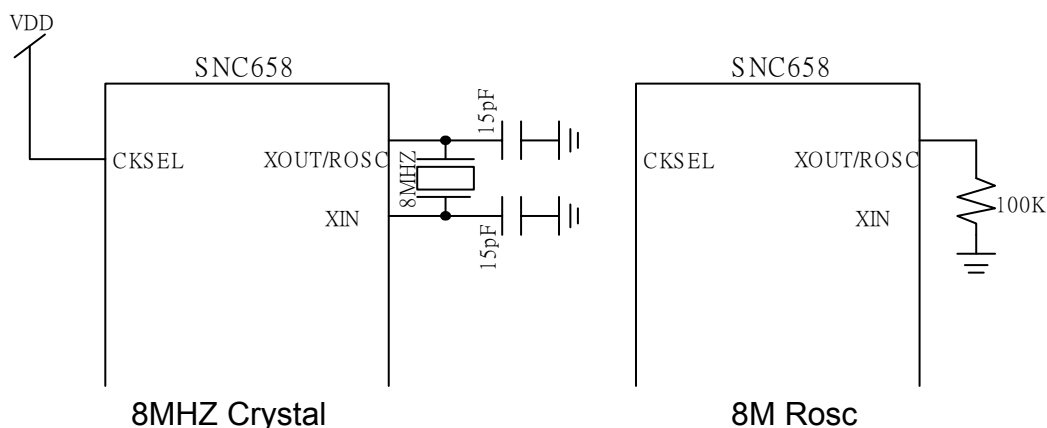 VDD
SNC658
CKSEL
XOUT/ROSC
XIN
8MHZ
15pF
15pF
8MHZ Crystal
SNC658
CKSEL
XOUT/ROSC
XIN
100K
8M Rosc